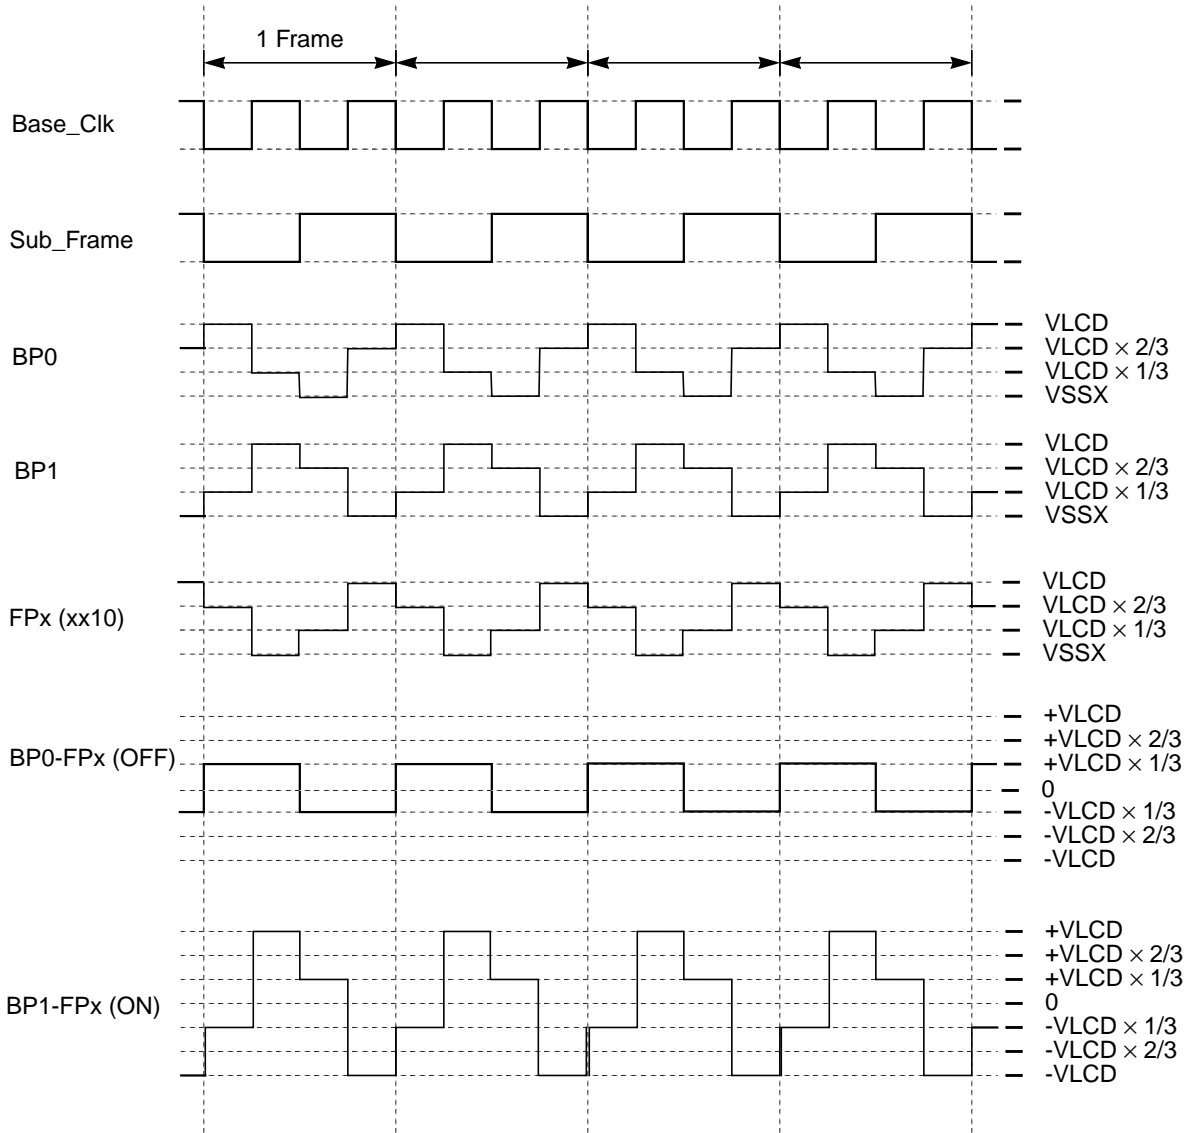 1 Frame
Base_Clk
Sub_Frame
BP0
VLCD
VLCD × 2/3
VLCD × 1/3
VSSX
BP1
VLCD
VLCD × 2/3
VLCD × 1/3
VSSX
FPx (xx10)
VLCD
VLCD × 2/3
VLCD × 1/3
VSSX
BP0-FPx (OFF)
+VLCD
+VLCD × 2/3
+VLCD × 1/3
0
-VLCD × 1/3
-VLCD × 2/3
-VLCD
BP1-FPx (ON)
+VLCD
+VLCD × 2/3
+VLCD × 1/3
0
-VLCD × 1/3
-VLCD × 2/3
-VLCD